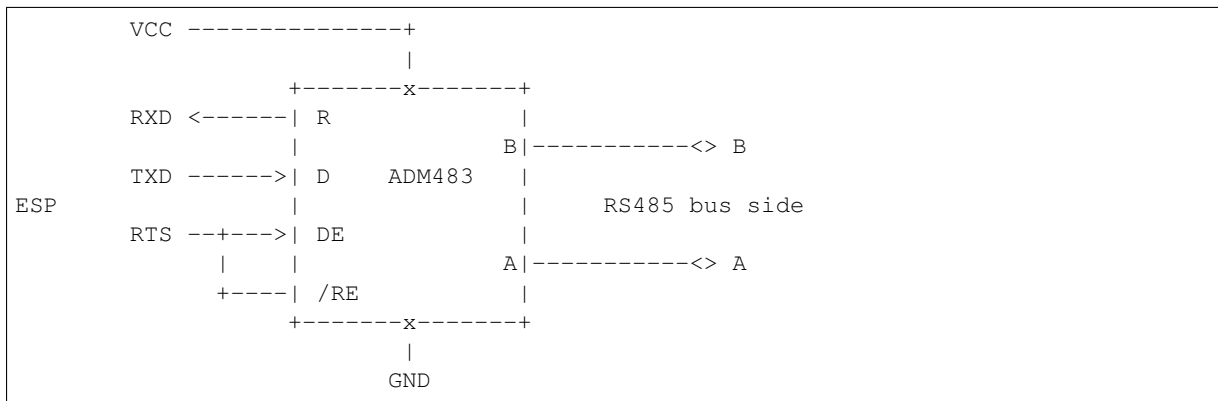 VCC ---------------+
|
+-------x-------+
RXD <------| R |
| B|-----------<> B
TXD ------>| D ADM483 |
ESP | | RS485 bus side
RTS --+--->| DE |
| | A|-----------<> A
+----| /RE |
+-------x-------+
|
GND